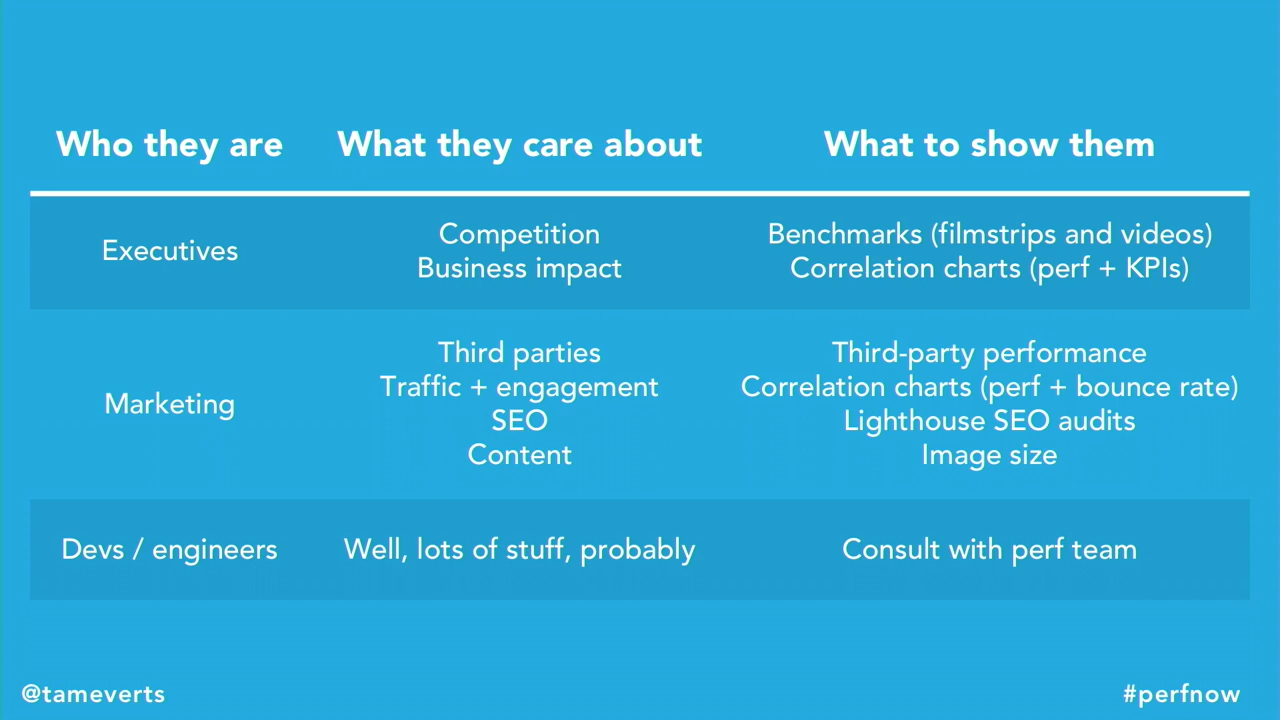 Who they are
What they care about
What to show them
Executives
Competition
Business impact
Benchmarks (filmstrips and videos)
Correlation charts (perf + KPIs)
Marketing
Third parties
Traffic + engagement
SEO
Content
Third-party performance
Correlation charts (perf + bounce rate)
Lighthouse SEO audits
Image size
Devs / engineers
Well, lots of stuff, probably
Consult with perf team
@tameverts
#perfnow